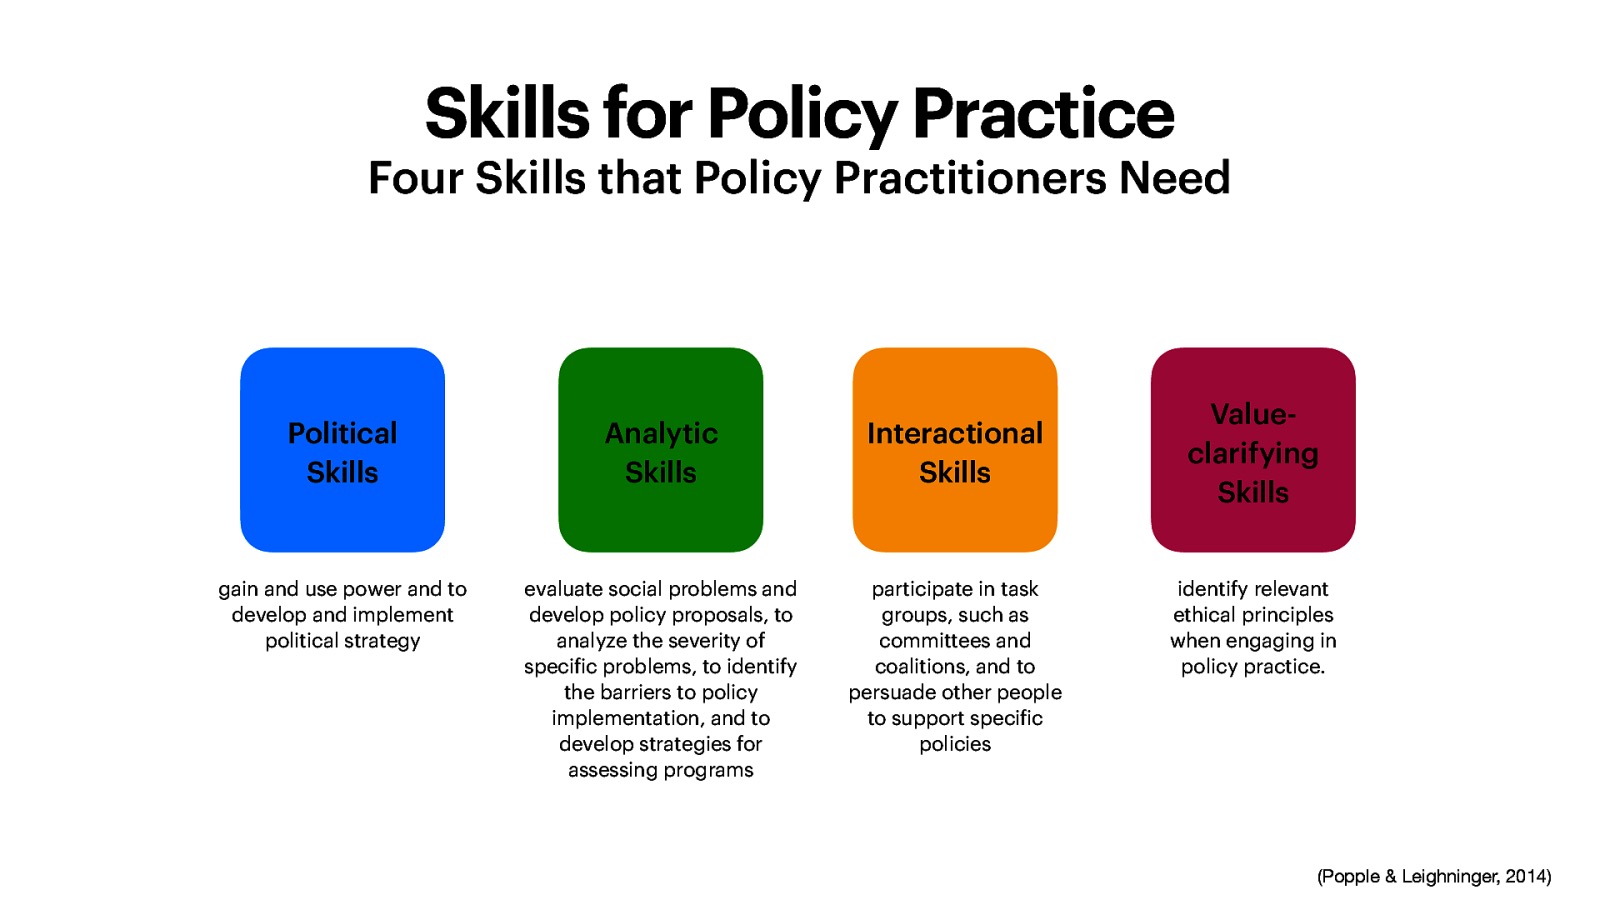 Skills for Policy Practice
Four Skills that Policy Practitioners Need
Political
Skills
gain and use power and to
develop and implement
political strategy
Analytic
Skills
evaluate social problems and
develop policy proposals, to
analyze the severity of
specific problems, to identify
the barriers to policy
implementation, and to
develop strategies for
assessing programs
Interactional
Skills
participate in task
groups, such as
committees and
coalitions, and to
persuade other people
to support specific
policies
Value-
clarifying
Skills
identify relevant
ethical principles
when engaging in
policy practice.
(Popple & Leighninger, 2014)